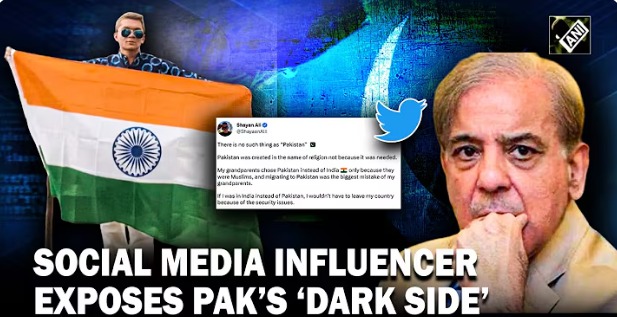 ANI
Shayan Ali
@ShayaanAlii
There is no such thing as "Pakistan"
Pakistan was created in the name of religion not because it was needed.
My grandparents chose Pakistan instead of India only because they
were Muslims, and migrating to Pakistan was the biggest mistake of my
grandparents.
If I was in India instead of Pakistan, I wouldn't have to leave my country
because of the security issues.
SOCIAL MEDIA INFLUENCER
EXPOSES PAK'S 'DARK SIDE'